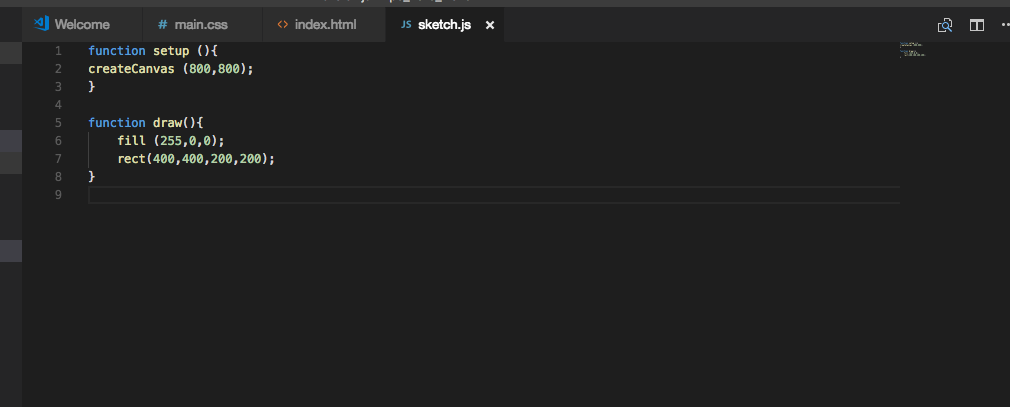 Welcome # main.css <> index.html JS sketch.js ×
1 function setup (){
2 createCanvas (800,800);
3 }
4
5 function draw(){
6 fill (255,0,0);
7 rect(400,400,200,200);
8 }
9